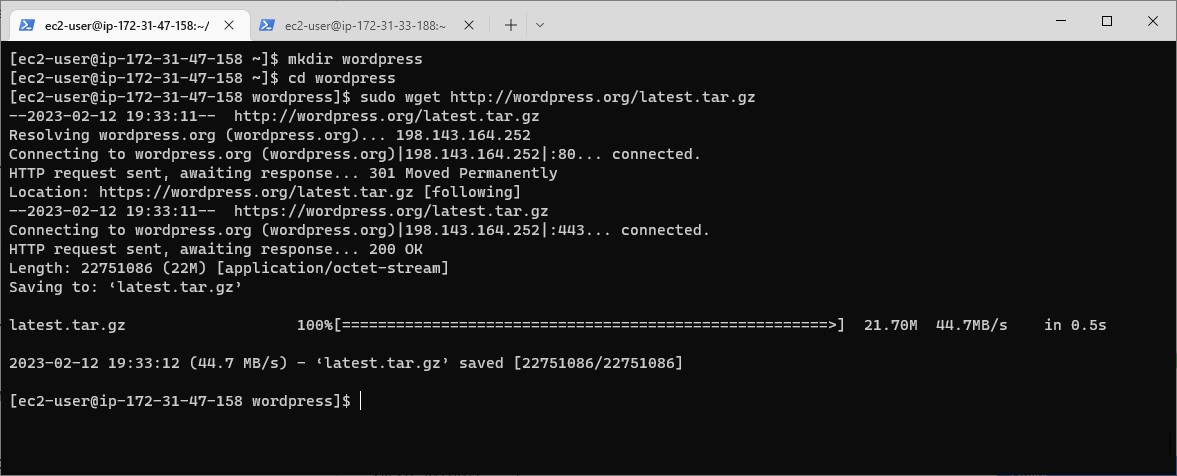 ec2-user@ip-172-31-47-158:~/
ec2-user@ip-172-31-33-188:~
[ec2-user@ip-172-31-47-158 ~]$ mkdir wordpress
[ec2-user@ip-172-31-47-158 ~]$ cd wordpress
[ec2-user@ip-172-31-47-158 wordpress]$ sudo wget http://wordpress.org/latest.tar.gz
--2023-02-12 19:33:11--  http://wordpress.org/latest.tar.gz
Resolving wordpress.org (wordpress.org)... 198.143.164.252
Connecting to wordpress.org (wordpress.org)|198.143.164.252|:80... connected.
HTTP request sent, awaiting response... 301 Moved Permanently
Location: https://wordpress.org/latest.tar.gz [following]
--2023-02-12 19:33:11--  https://wordpress.org/latest.tar.gz
Connecting to wordpress.org (wordpress.org)|198.143.164.252|:443... connected.
HTTP request sent, awaiting response... 200 OK
Length: 22751086 (22M) [application/octet-stream]
Saving to: ‘latest.tar.gz’
latest.tar.gz                   100%[======================================================>]  21.70M  44.7MB/s    in 0.5s
2023-02-12 19:33:12 (44.7 MB/s) - ‘latest.tar.gz’ saved [22751086/22751086]
[ec2-user@ip-172-31-47-158 wordpress]$